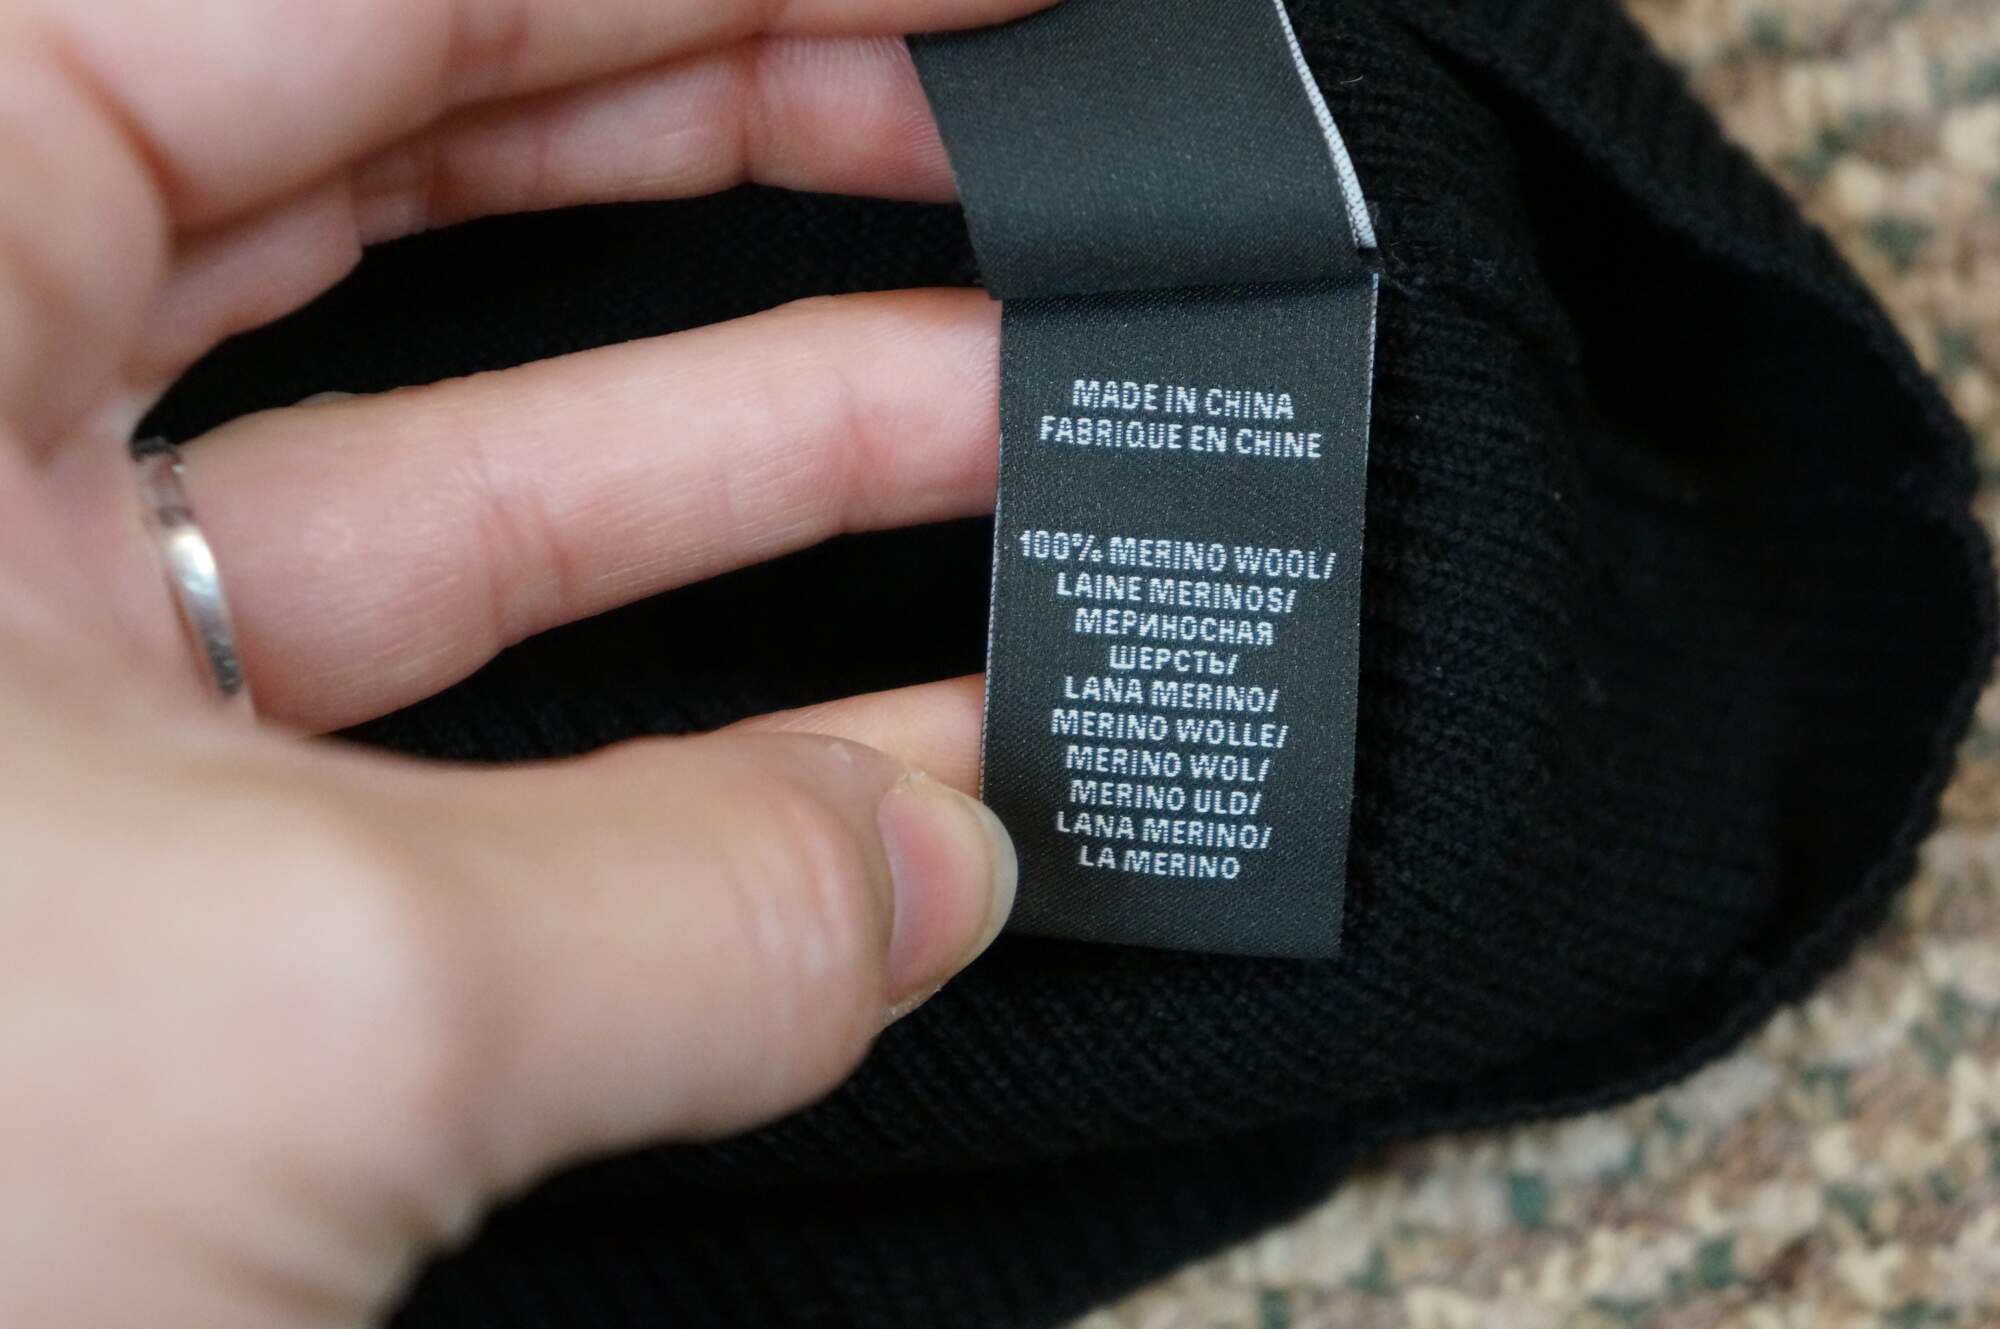 MADE IN CHINA
FABRIQUE EN CHINE
100% MERINO WOOL/
LAINE MERINOS/
МЕРИНОСНАЯ
ШЕРСТЬ/
LANA MERINO/
MERINO WOLLE/
MERINO WOL/
MERINO ULD/
LANA MERINO/
LA MERINO